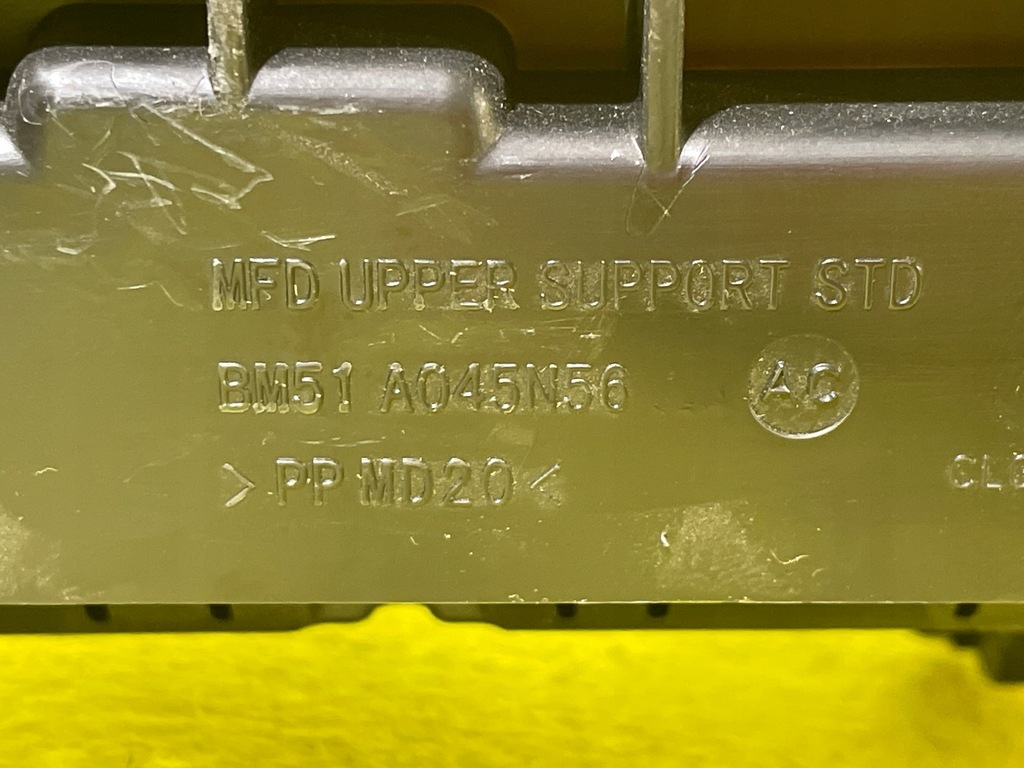 MFD UPPER SUPPORT STD
BM51 A045N56 AC
> PP MD20 <